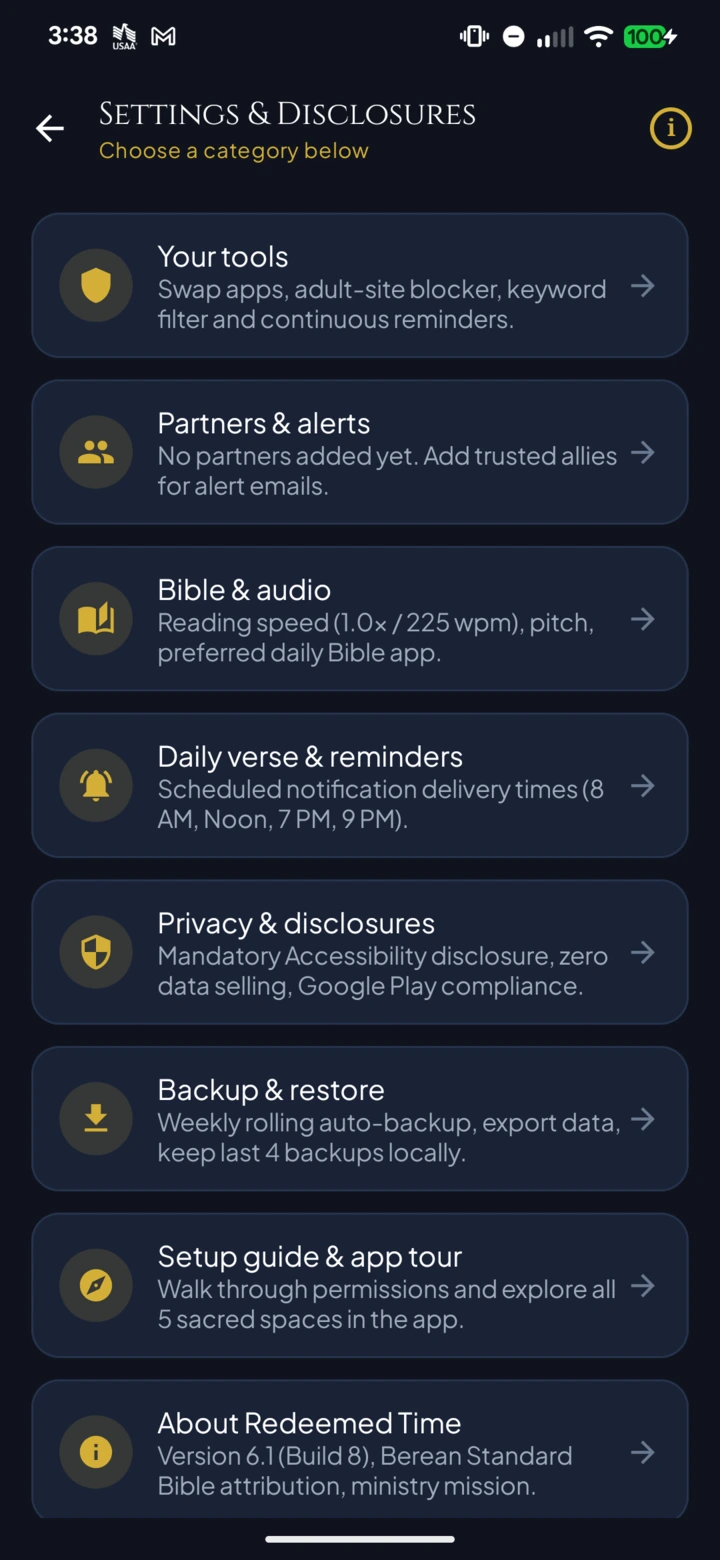 3:38 USAA 100
SETTINGS & DISCLOSURES
Choose a category below
i
Your tools
Swap apps, adult-site blocker, keyword
filter and continuous reminders.
Partners & alerts
No partners added yet. Add trusted allies
for alert emails.
Bible & audio
Reading speed (1.0× / 225 wpm), pitch,
preferred daily Bible app.
Daily verse & reminders
Scheduled notification delivery times (8
AM, Noon, 7 PM, 9 PM).
Privacy & disclosures
Mandatory Accessibility disclosure, zero
data selling, Google Play compliance.
Backup & restore
Weekly rolling auto-backup, export data,
keep last 4 backups locally.
Setup guide & app tour
Walk through permissions and explore all
5 sacred spaces in the app.
About Redeemed Time
Version 6.1 (Build 8), Berean Standard
Bible attribution, ministry mission.